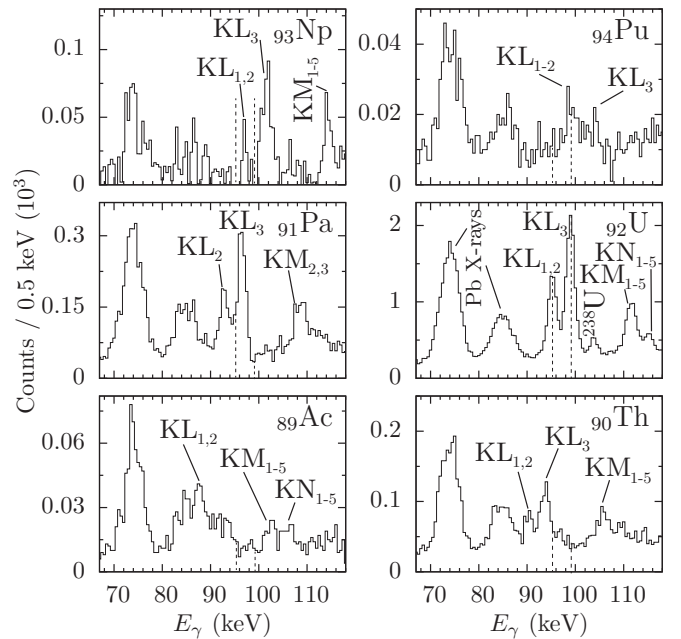 Counts / 0.5 keV (10³)
0.1
0.05
0
KL₃
₉₃Np
KL₁,₂
KM₁₋₅
0.04
0.02
0
₉₄Pu
KL₁₋₂
KL₃
0.3
0.15
0
₉₁Pa
KL₃
KL₂
KM₂,₃
2
1
0
₉₂U
KL₃
KN₁₋₅
KL₁,₂
KM₁₋₅
Pb X-rays
²³⁸U
0.06
0.03
0
₈₉Ac
KL₁,₂
KM₁₋₅
KN₁₋₅
70 80 90 100 110
E_γ (keV)
0.2
0.1
0
₉₀Th
KL₃
KL₁,₂
KM₁₋₅
70 80 90 100 110
E_γ (keV)